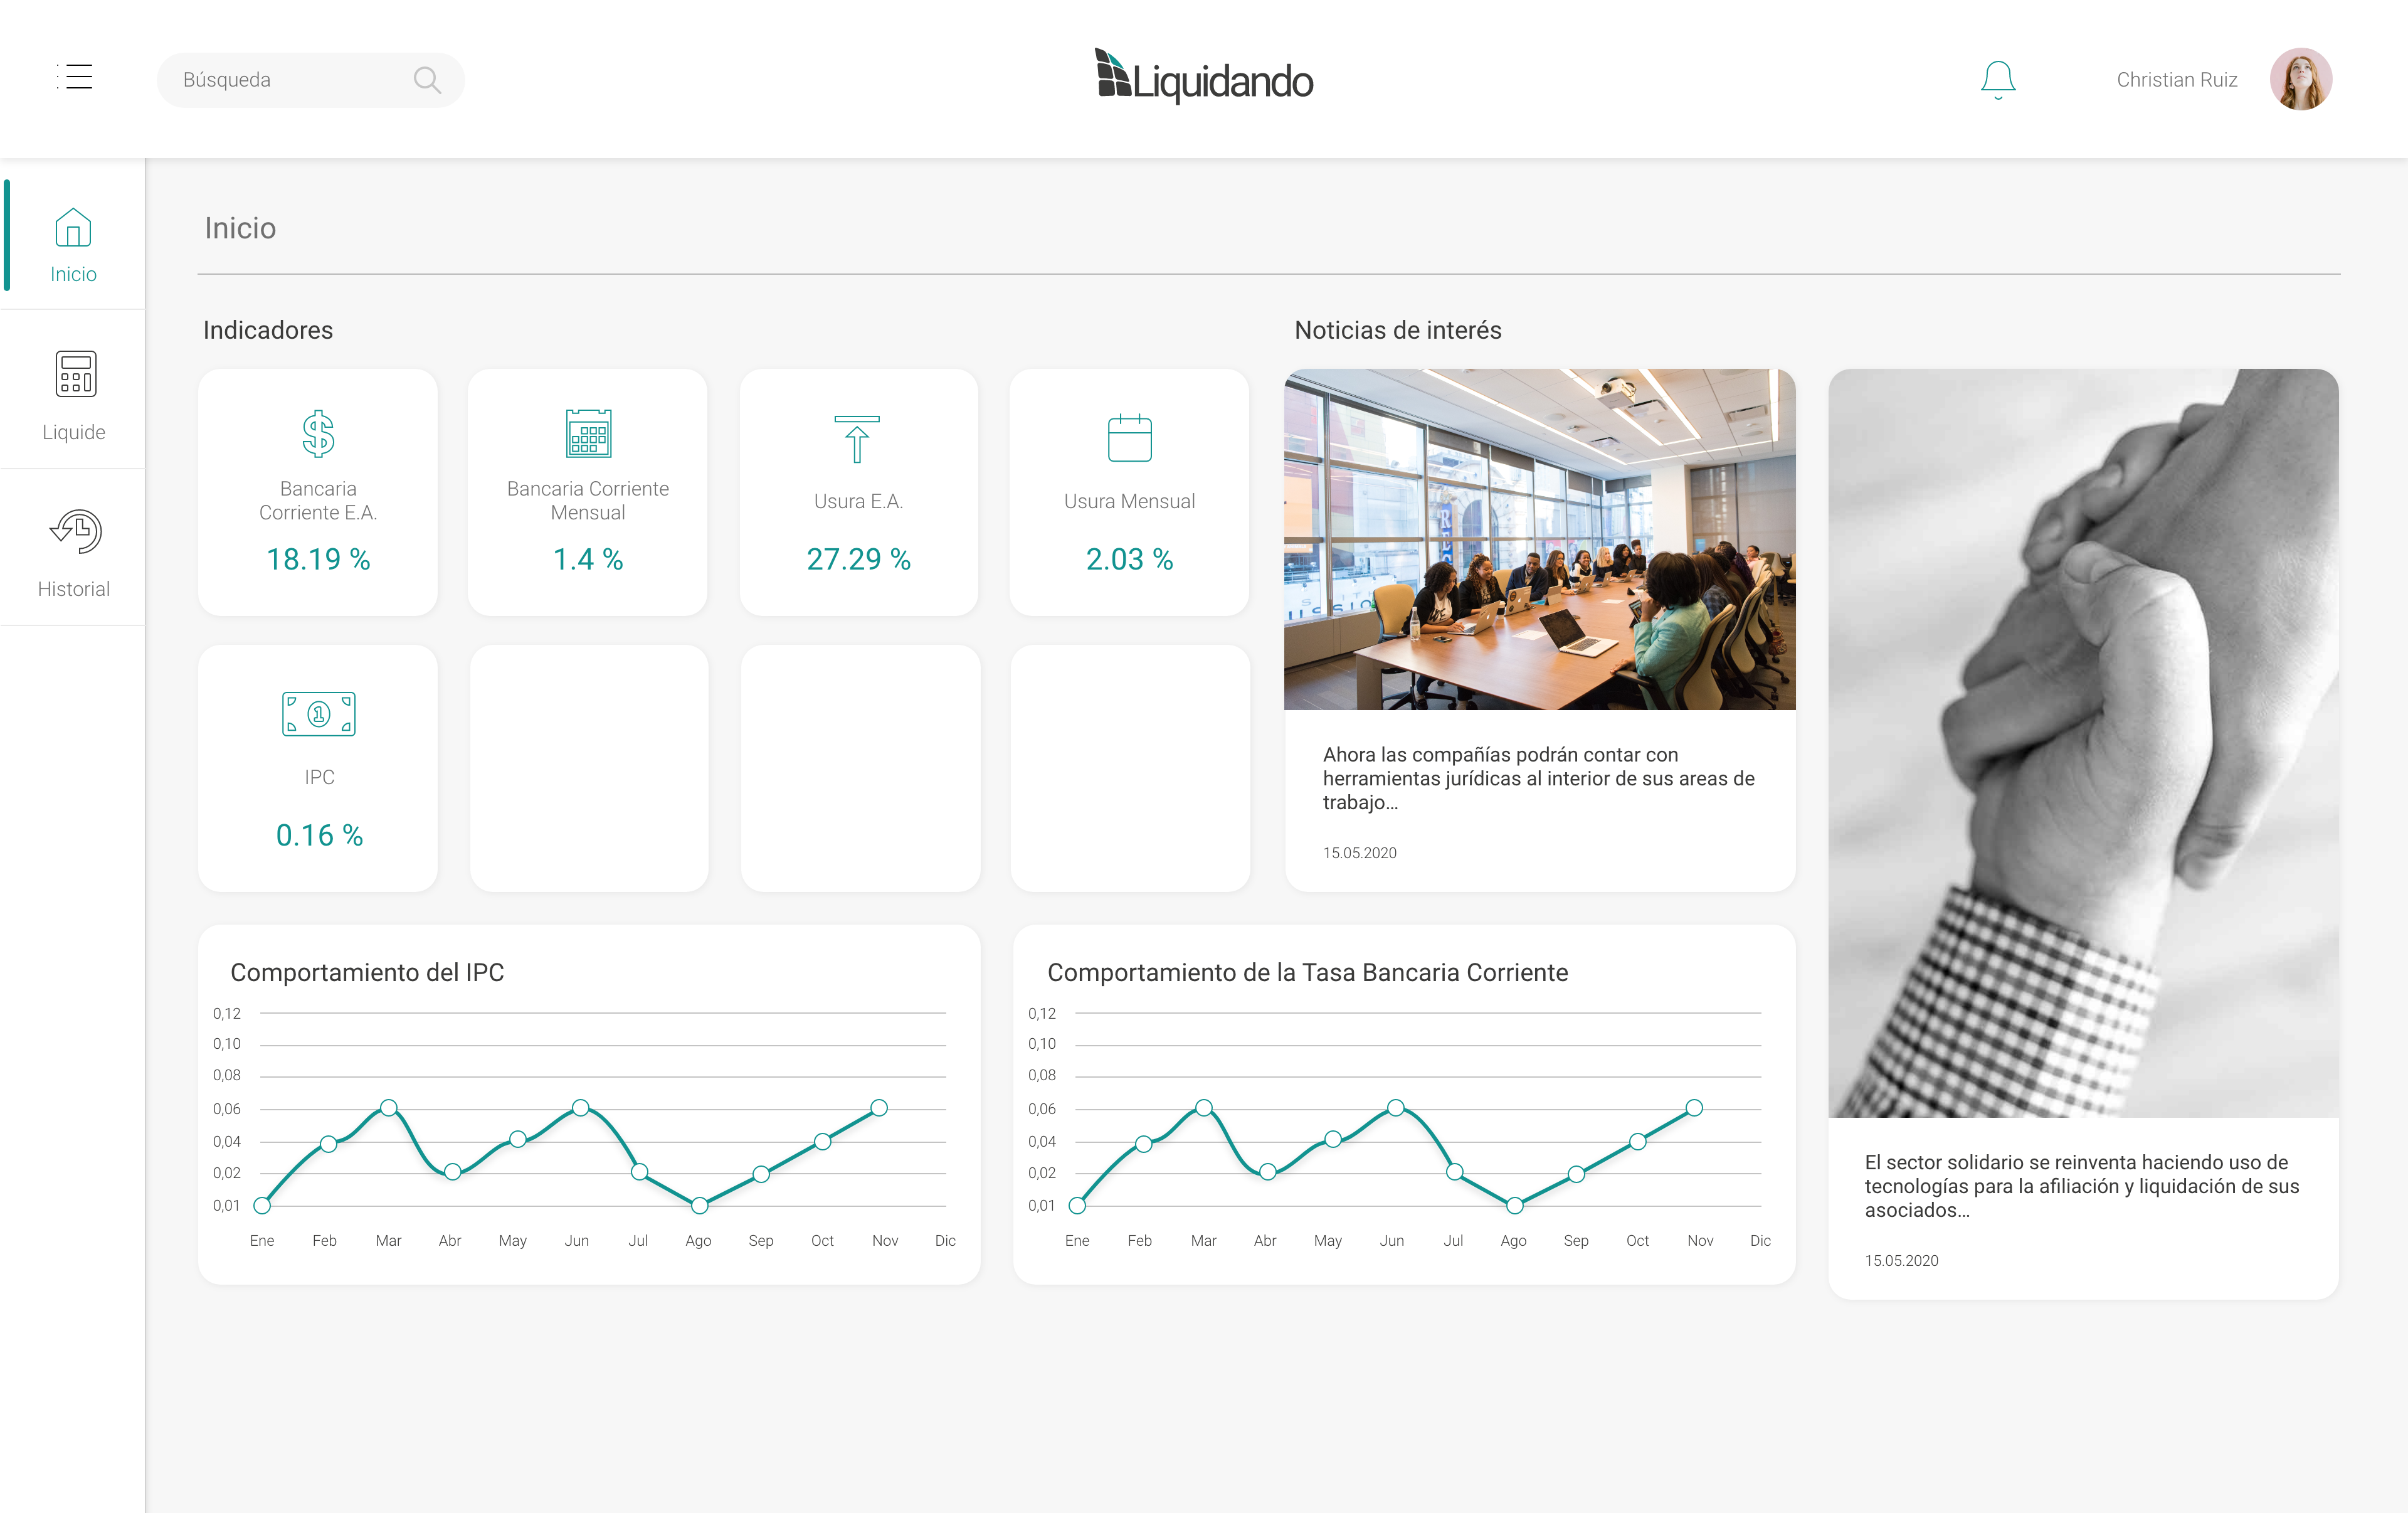 Búsqueda
Liquidando
Christian Ruiz
Inicio
Liquide
Historial
Inicio
Indicadores
Bancaria
Corriente E.A.
18.19 %
Bancaria Corriente
Mensual
1.4 %
Usura E.A.
27.29 %
Usura Mensual
2.03 %
1
IPC
0.16 %
Noticias de interés
Ahora las compañías podrán contar con
herramientas jurídicas al interior de sus areas de
trabajo...
15.05.2020
El sector solidario se reinventa haciendo uso de
tecnologías para la afiliación y liquidación de sus
asociados...
15.05.2020
Comportamiento del IPC
0,12
0,10
0,08
0,06
0,04
0,02
0,01
Ene Feb Mar Abr May Jun Jul Ago Sep Oct Nov Dic
Comportamiento de la Tasa Bancaria Corriente
0,12
0,10
0,08
0,06
0,04
0,02
0,01
Ene Feb Mar Abr May Jun Jul Ago Sep Oct Nov Dic